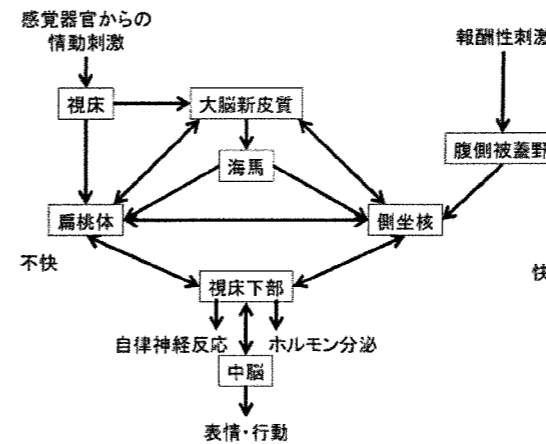 感覚器官からの
情動刺激
報酬性刺激
視床
大脳新皮質
海馬
腹側被蓋野
扁桃体
側坐核
不快
快
視床下部
自律神経反応
ホルモン分泌
中脳
表情・行動